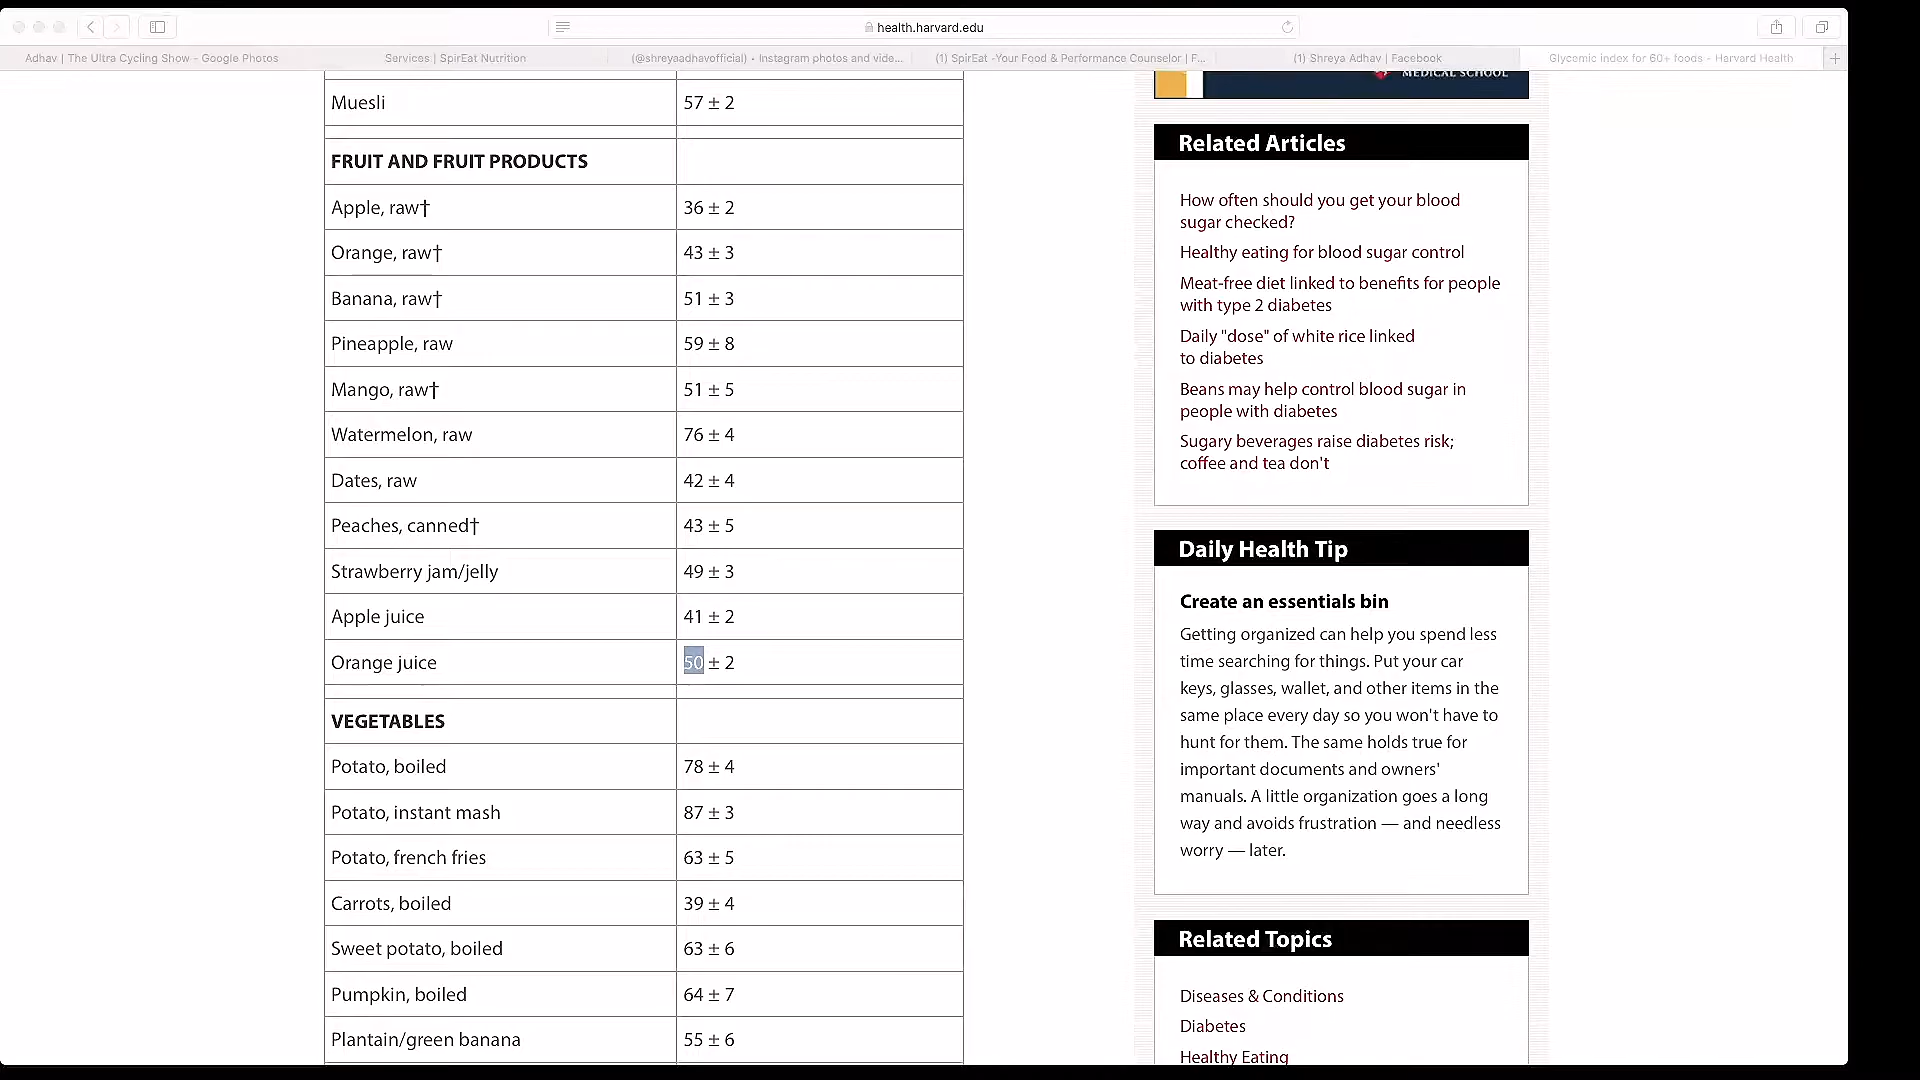 health.harvard.edu
Adhav | The Ultra Cycling Show - Google Photos
Services | SpirEat Nutrition
(@shreyaadhavofficial) • Instagram photos and vide...
(1) SpirEat -Your Food & Performance Counselor | F...
(1) Shreya Adhav | Facebook
Glycemic index for 60+ foods - Harvard Health
Muesli 57 ± 2
FRUIT AND FRUIT PRODUCTS
Apple, raw† 36 ± 2
Orange, raw† 43 ± 3
Banana, raw† 51 ± 3
Pineapple, raw 59 ± 8
Mango, raw† 51 ± 5
Watermelon, raw 76 ± 4
Dates, raw 42 ± 4
Peaches, canned† 43 ± 5
Strawberry jam/jelly 49 ± 3
Apple juice 41 ± 2
Orange juice 50 ± 2
VEGETABLES
Potato, boiled 78 ± 4
Potato, instant mash 87 ± 3
Potato, french fries 63 ± 5
Carrots, boiled 39 ± 4
Sweet potato, boiled 63 ± 6
Pumpkin, boiled 64 ± 7
Plantain/green banana 55 ± 6
MEDICAL SCHOOL
Related Articles
How often should you get your blood
sugar checked?
Healthy eating for blood sugar control
Meat-free diet linked to benefits for people
with type 2 diabetes
Daily "dose" of white rice linked
to diabetes
Beans may help control blood sugar in
people with diabetes
Sugary beverages raise diabetes risk;
coffee and tea don't
Daily Health Tip
Create an essentials bin
Getting organized can help you spend less
time searching for things. Put your car
keys, glasses, wallet, and other items in the
same place every day so you won't have to
hunt for them. The same holds true for
important documents and owners'
manuals. A little organization goes a long
way and avoids frustration — and needless
worry — later.
Related Topics
Diseases & Conditions
Diabetes
Healthy Eating